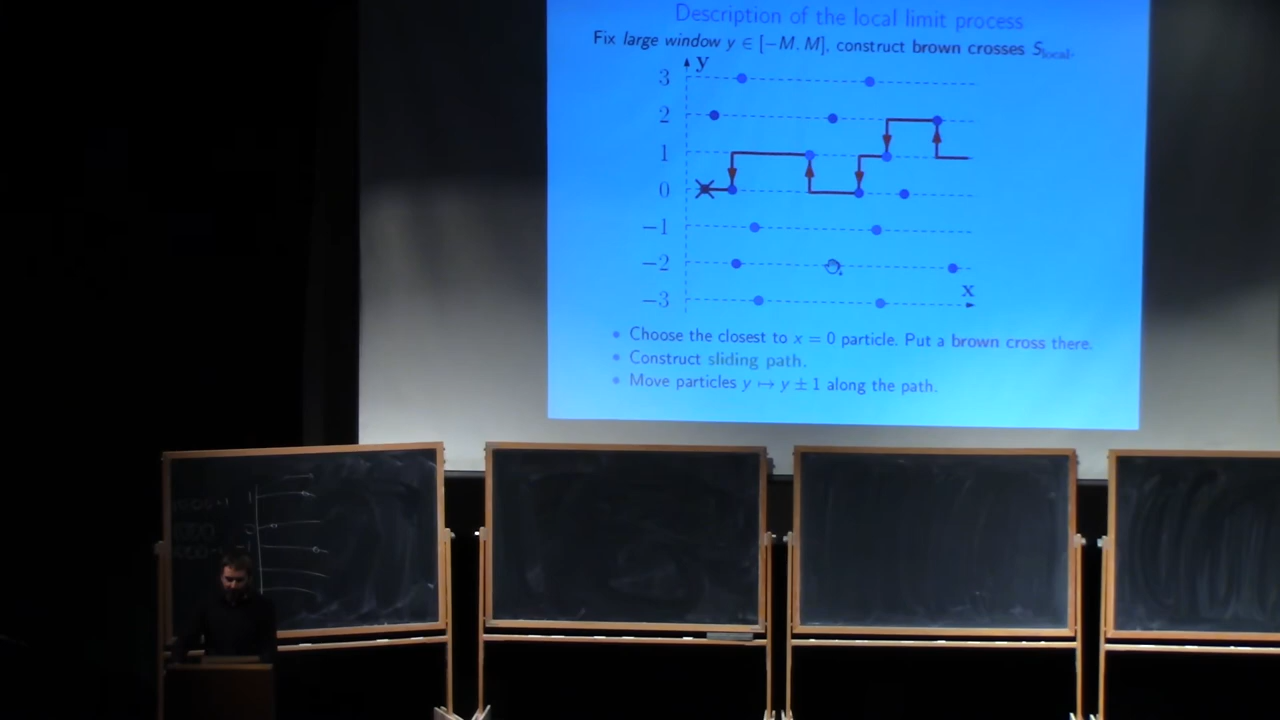 Description of the local limit process
Fix large window y ∈ [−M, M], construct brown crosses S_local.
y
3
2
1
0
−1
−2
−3
x
• Choose the closest to x = 0 particle. Put a brown cross there.
• Construct sliding path.
• Move particles y ↦ y ± 1 along the path.